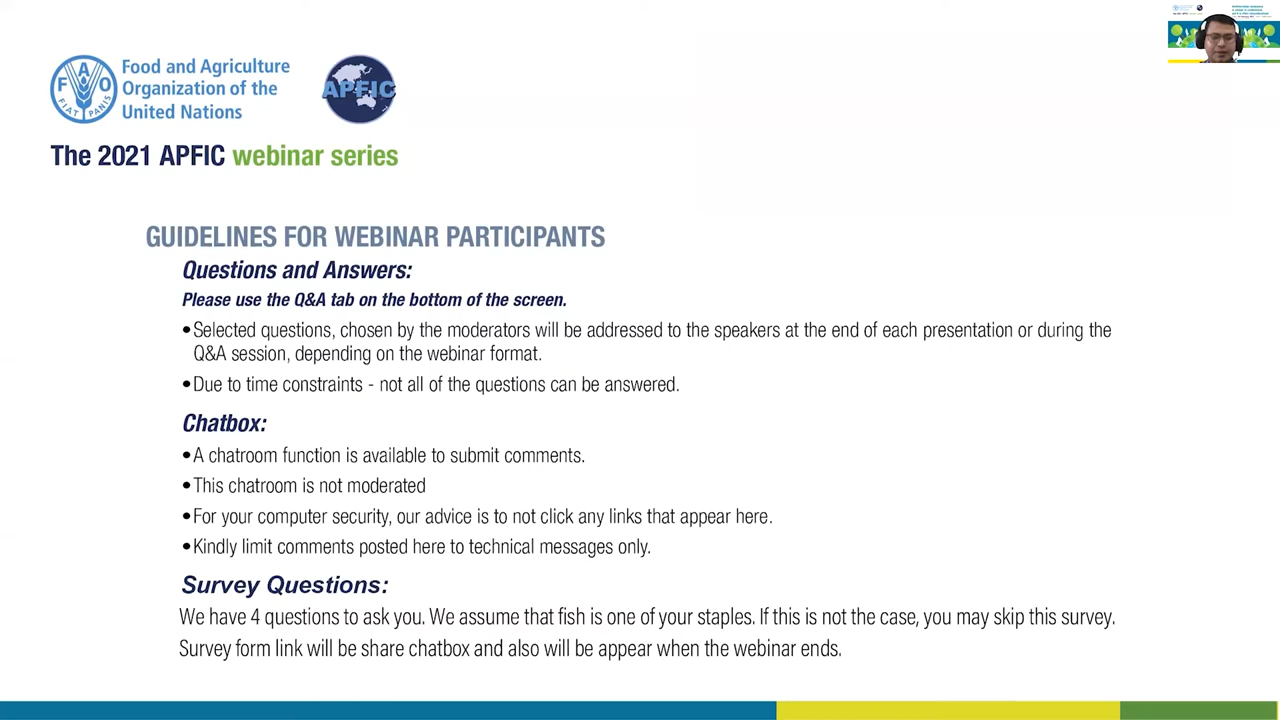 Food and Agriculture
Organization of the
United Nations
F A O
FIAT PANIS
APFIC
The 2021 APFIC webinar series
GUIDELINES FOR WEBINAR PARTICIPANTS
Questions and Answers:
Please use the Q&A tab on the bottom of the screen.
•Selected questions, chosen by the moderators will be addressed to the speakers at the end of each presentation or during the
Q&A session, depending on the webinar format.
•Due to time constraints - not all of the questions can be answered.
Chatbox:
•A chatroom function is available to submit comments.
•This chatroom is not moderated
•For your computer security, our advice is to not click any links that appear here.
•Kindly limit comments posted here to technical messages only.
Survey Questions:
We have 4 questions to ask you. We assume that fish is one of your staples. If this is not the case, you may skip this survey.
Survey form link will be share chatbox and also will be appear when the webinar ends.